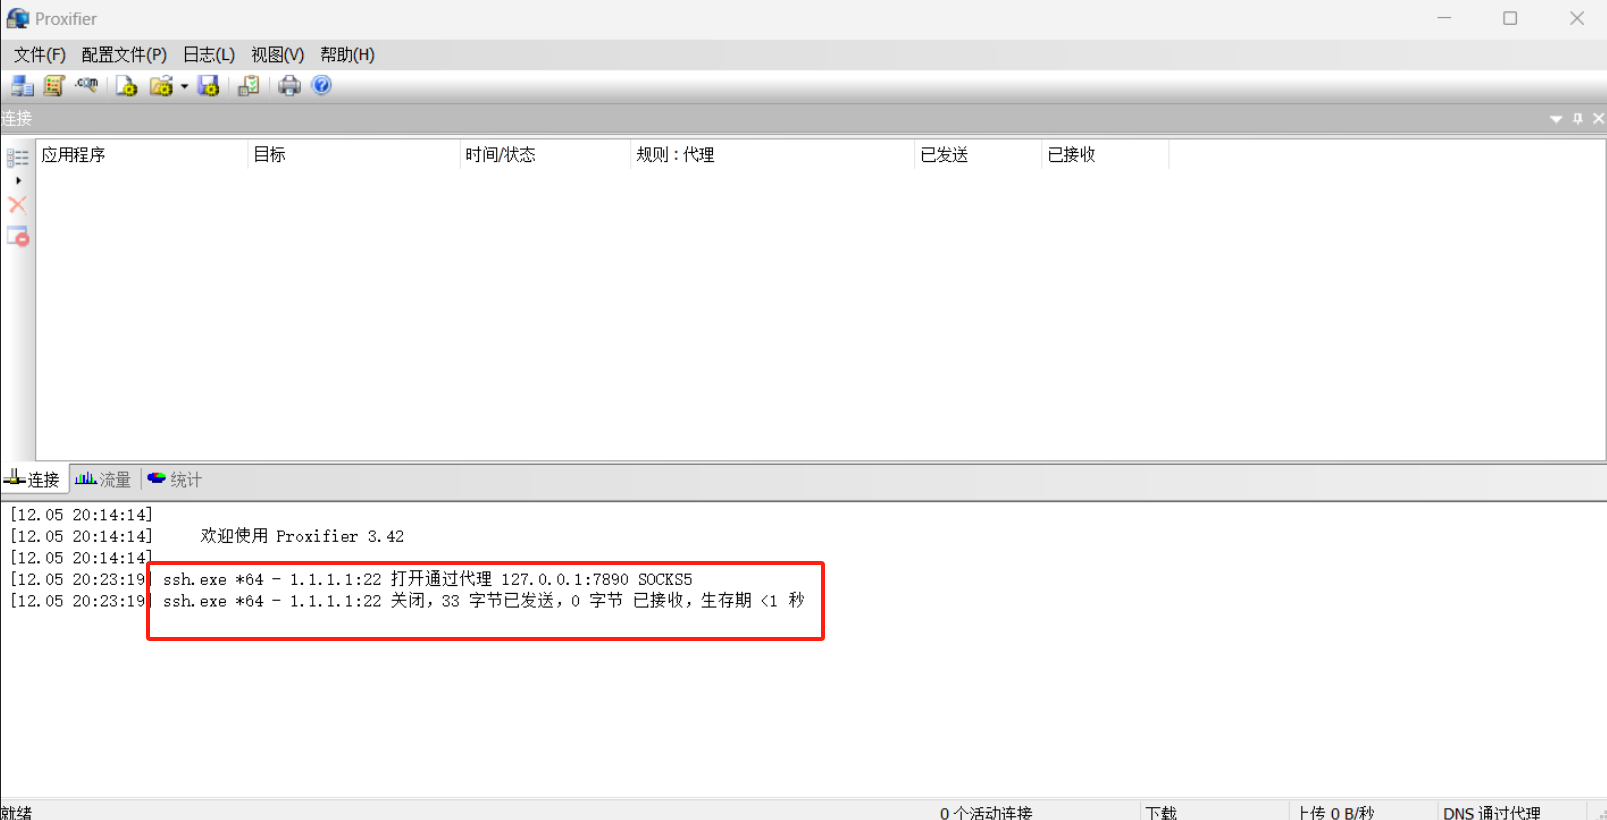 Proxifier
文件(F) 配置文件(P) 日志(L) 视图(V) 帮助(H)
.com
连接
应用程序 目标 时间/状态 规则 : 代理 已发送 已接收
连接 流量 统计
[12.05 20:14:14]
[12.05 20:14:14] 欢迎使用 Proxifier 3.42
[12.05 20:14:14]
[12.05 20:23:19] ssh.exe *64 - 1.1.1.1:22 打开通过代理 127.0.0.1:7890 SOCKS5
[12.05 20:23:19] ssh.exe *64 - 1.1.1.1:22 关闭, 33 字节已发送, 0 字节 已接收, 生存期 <1 秒
就绪 0 个活动连接 下载 上传 0 B/秒 DNS 通过代理